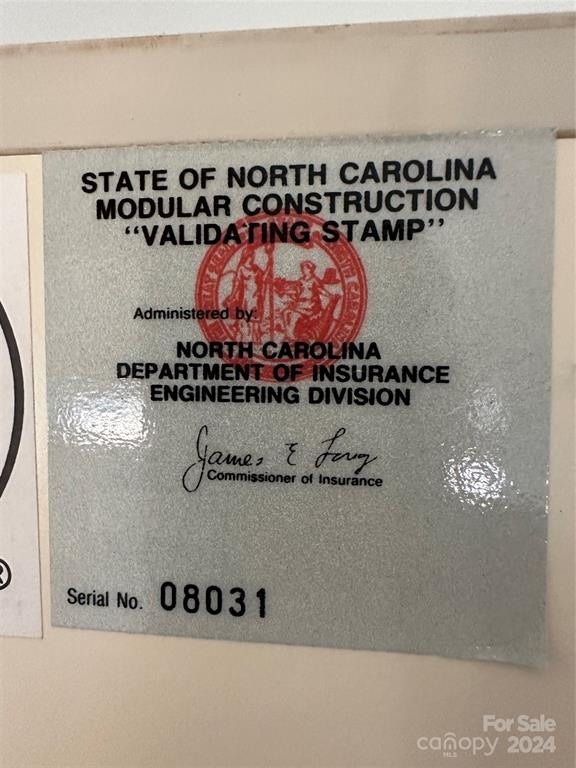 STATE OF NORTH CAROLINA
MODULAR CONSTRUCTION
"VALIDATING STAMP"
Administered by:
NORTH CAROLINA
DEPARTMENT OF INSURANCE
ENGINEERING DIVISION
James E Long
Commissioner of Insurance
Serial No. 08031
®
For Sale
canopy 2024
MLS